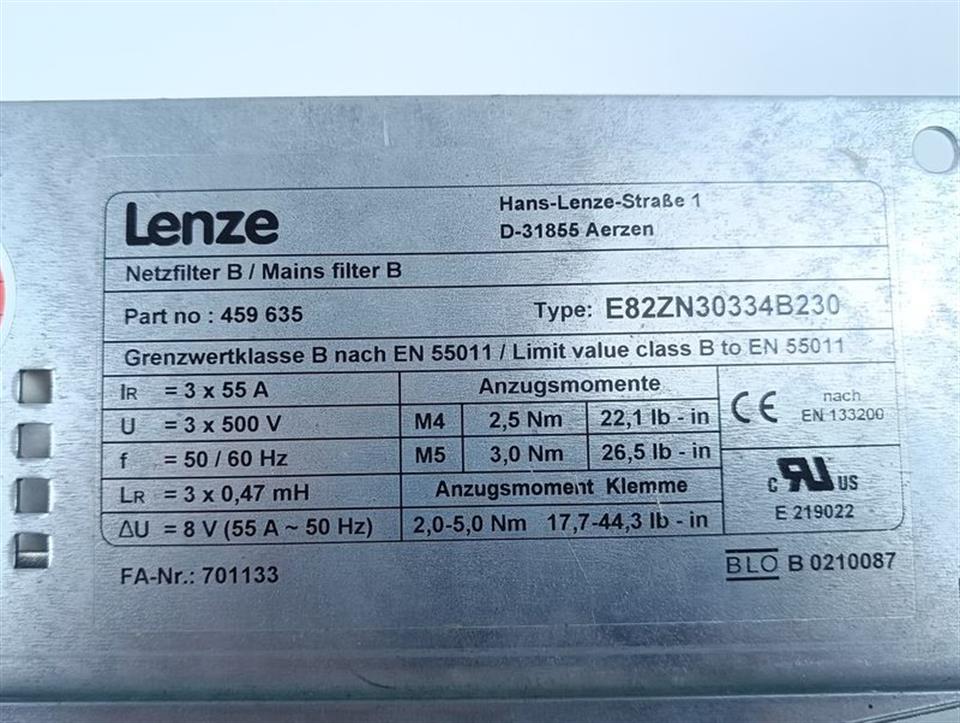 Lenze
Hans-Lenze-Straße 1
D-31855 Aerzen
Netzfilter B / Mains filter B
Part no : 459 635
Type: E82ZN30334B230
Grenzwertklasse B nach EN 55011 / Limit value class B to EN 55011
IR = 3 x 55 A
U = 3 x 500 V
f = 50 / 60 Hz
LR = 3 x 0,47 mH
ΔU = 8 V (55 A ~ 50 Hz)
Anzugsmomente
M4 2,5 Nm 22,1 lb - in
M5 3,0 Nm 26,5 lb - in
Anzugsmoment Klemme
2,0-5,0 Nm 17,7-44,3 lb - in
CE nach
EN 133200
c RU US
E 219022
FA-Nr.: 701133
BLO B 0210087